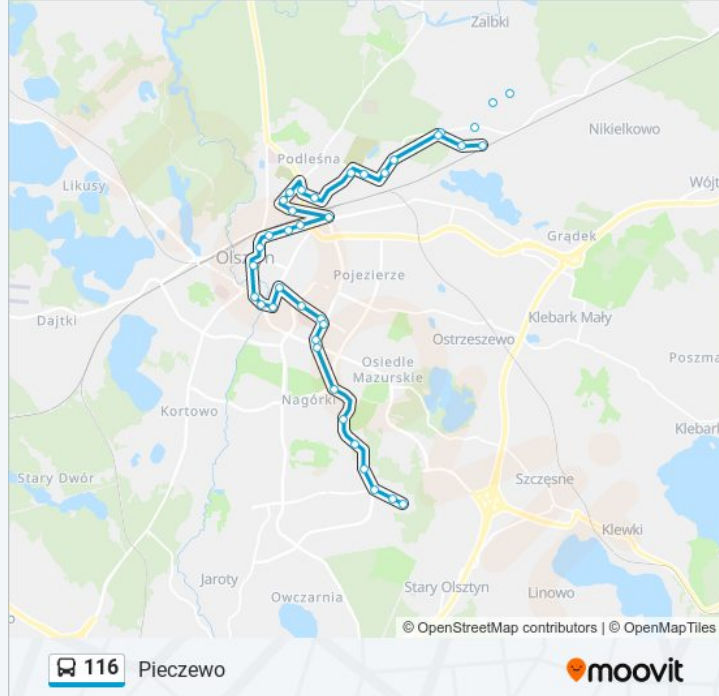 Zalbki
Nikielkowo
Podleśna
Likusy
Wójt
Grądek
Olsztyn
Pojezierze
Klebark Mały
Dajtki
Ostrzeszewo
Poszma
Osiedle
Mazurskie
Nagórki
Kortowo
Klebark
Stary Dwór
Szczęsne
Klewki
Jaroty
Stary Olsztyn
Linowo
Owczarnia
© OpenStreetMap contributors | © OpenMapTiles
116 Pieczewo
moovit